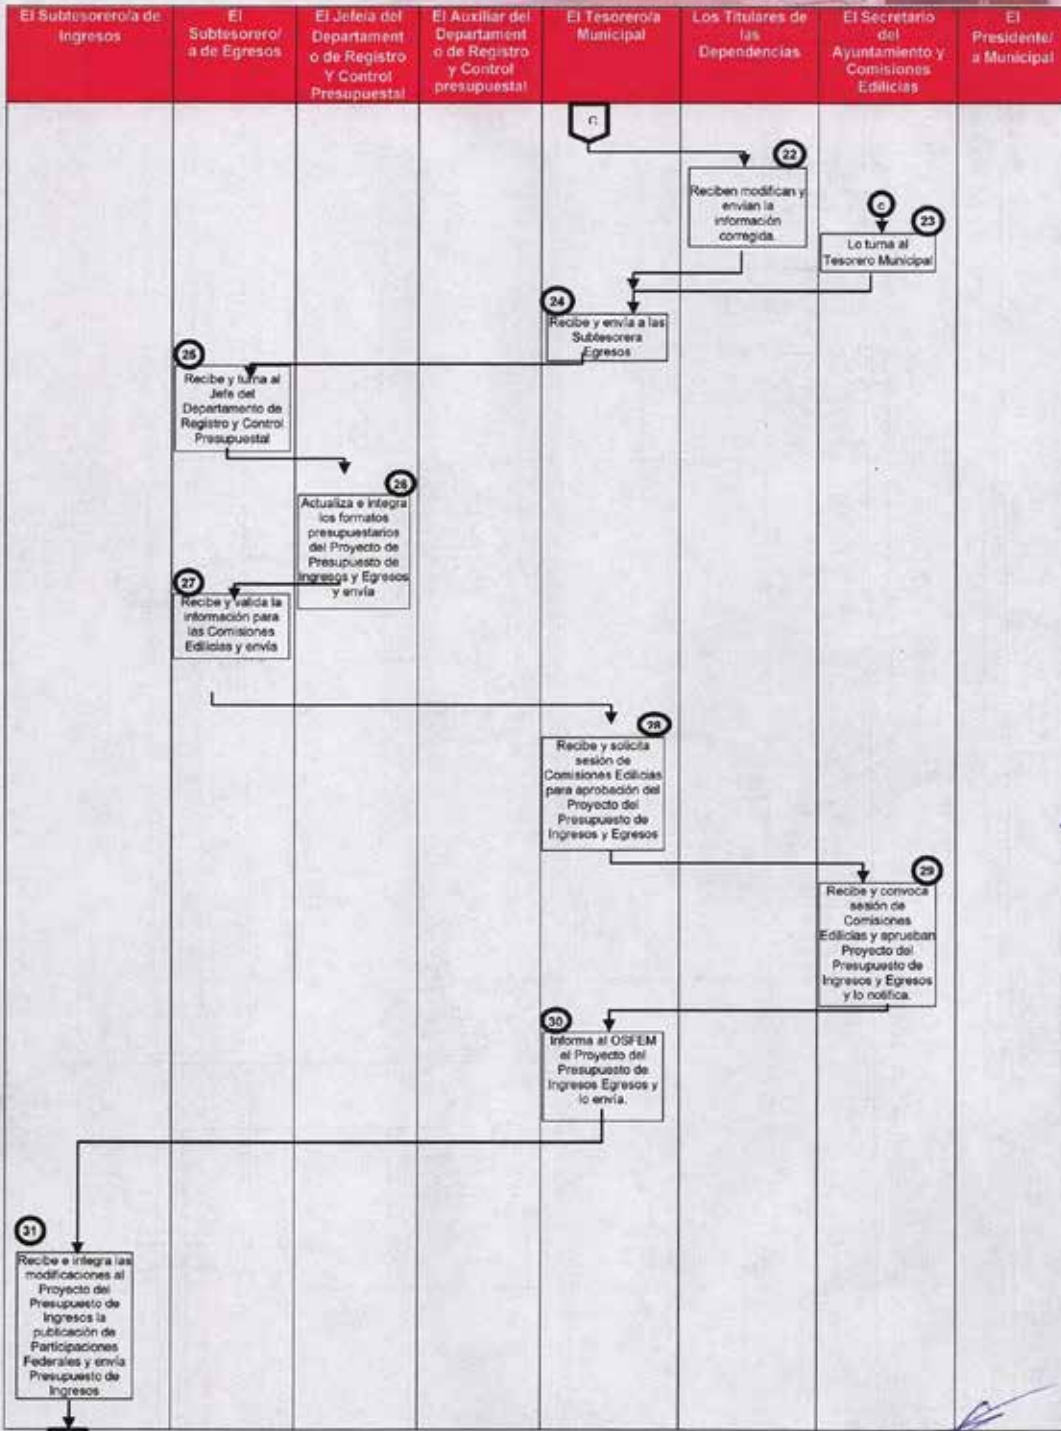 El Subtesorero/a de
Ingresos
El
Subtesorero/
a de Egresos
El Jefe/a del
Departament
o de Registro
Y Control
Presupuestal
El Auxiliar del
Departament
o de Registro
y Control
presupuestal
El Tesorero/a
Municipal
Los Titulares de
las
Dependencias
El Secretario
del
Ayuntamiento y
Comisiones
Edilicias
El
Presidente/
a Municipal
C
22
Reciben modifican y
envían la
información
corregida.
c
23
Lo turna al
Tesorero Municipal
24
Recibe y envía a las
Subtesorera
Egresos
25
Recibe y turna al
Jefe del
Departamento de
Registro y Control
Presupuestal
26
Actualiza e integra
los formatos
presupuestarios
del Proyecto de
Presupuesto de
Ingresos y Egresos
y envía
27
Recibe y valida la
información para
las Comisiones
Edilicias y envía
28
Recibe y solicita
sesión de
Comisiones Edilicias
para aprobación del
Proyecto del
Presupuesto de
Ingresos y Egresos
29
Recibe y convoca
sesión de
Comisiones
Edilicias y aprueban
Proyecto del
Presupuesto de
Ingresos y Egresos
y lo notifica.
30
Informa al OSFEM
el Proyecto del
Presupuesto de
Ingresos Egresos y
lo envía.
31
Recibe e integra las
modificaciones al
Proyecto del
Presupuesto de
Ingresos la
publicación de
Participaciones
Federales y envía
Presupuesto de
Ingresos